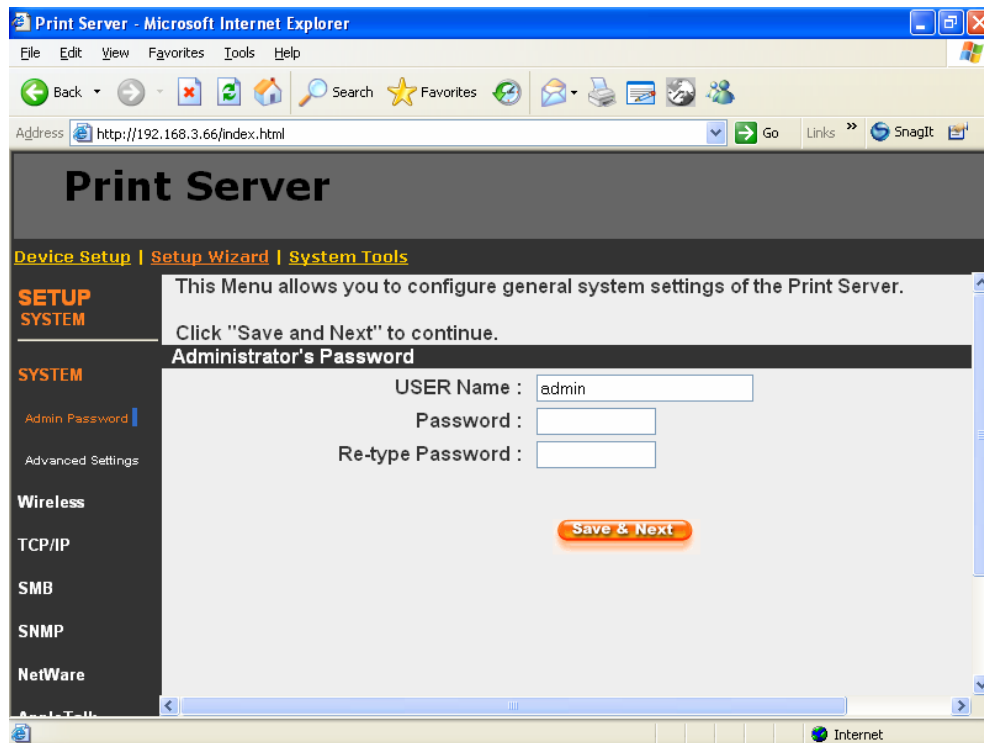 Print Server - Microsoft Internet Explorer
File Edit View Favorites Tools Help
Back Search Favorites
Address http://192.168.3.66/index.html Go Links » SnagIt
Print Server
Device Setup | Setup Wizard | System Tools
SETUP
SYSTEM
SYSTEM
Admin Password
Advanced Settings
Wireless
TCP/IP
SMB
SNMP
NetWare
AppleTalk
This Menu allows you to configure general system settings of the Print Server.
Click "Save and Next" to continue.
Administrator's Password
USER Name : admin
Password :
Re-type Password :
Save & Next
Internet